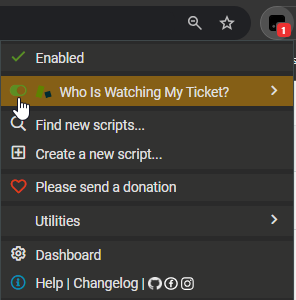 1
Enabled
Who Is Watching My Ticket?
Find new scripts...
Create a new script...
Please send a donation
Utilities
Dashboard
Help | Changelog |